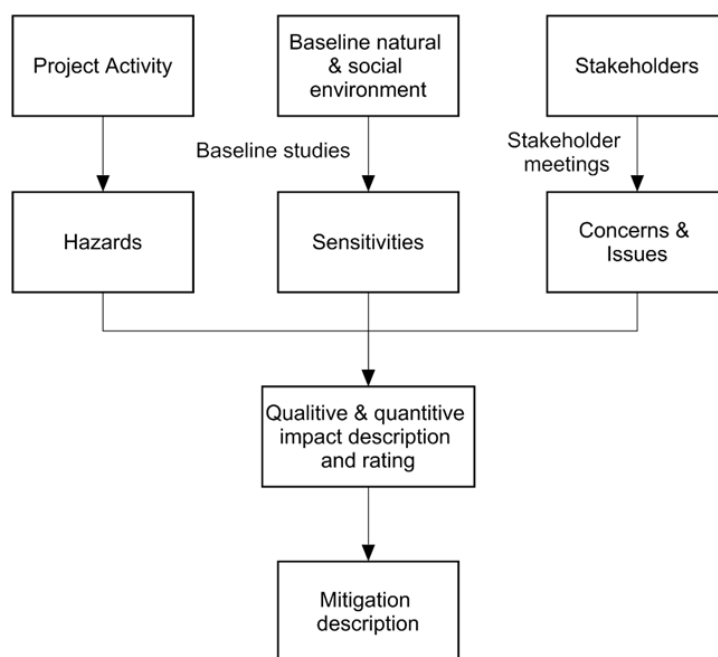 Project Activity
Baseline natural
& social
environment
Stakeholders
Baseline studies
Stakeholder
meetings
Hazards
Sensitivities
Concerns &
Issues
Qualitive & quantitive
impact description
and rating
Mitigation
description